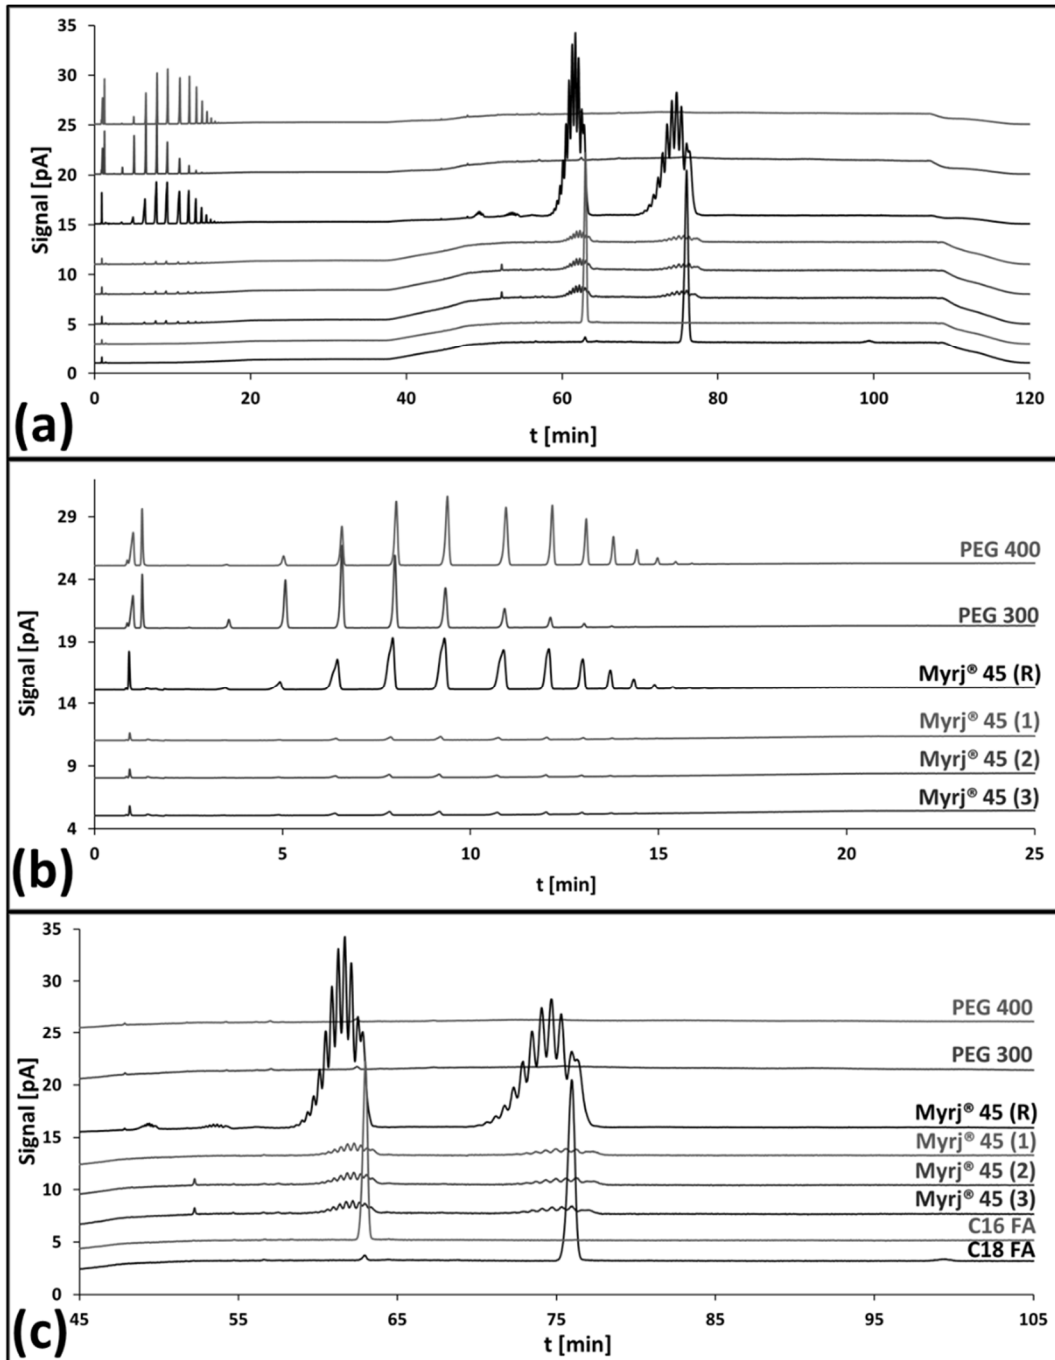 35
30
25
20
15
10
5
0
Signal [pA]
0 20 40 60 80 100 120
t [min]
(a)
29
24
19
14
9
4
Signal [pA]
PEG 400
PEG 300
Myrj® 45 (R)
Myrj® 45 (1)
Myrj® 45 (2)
Myrj® 45 (3)
0 5 10 15 20 25
t [min]
(b)
35
30
25
20
15
10
5
0
Signal [pA]
PEG 400
PEG 300
Myrj® 45 (R)
Myrj® 45 (1)
Myrj® 45 (2)
Myrj® 45 (3)
C16 FA
C18 FA
45 55 65 75 85 95 105
t [min]
(c)